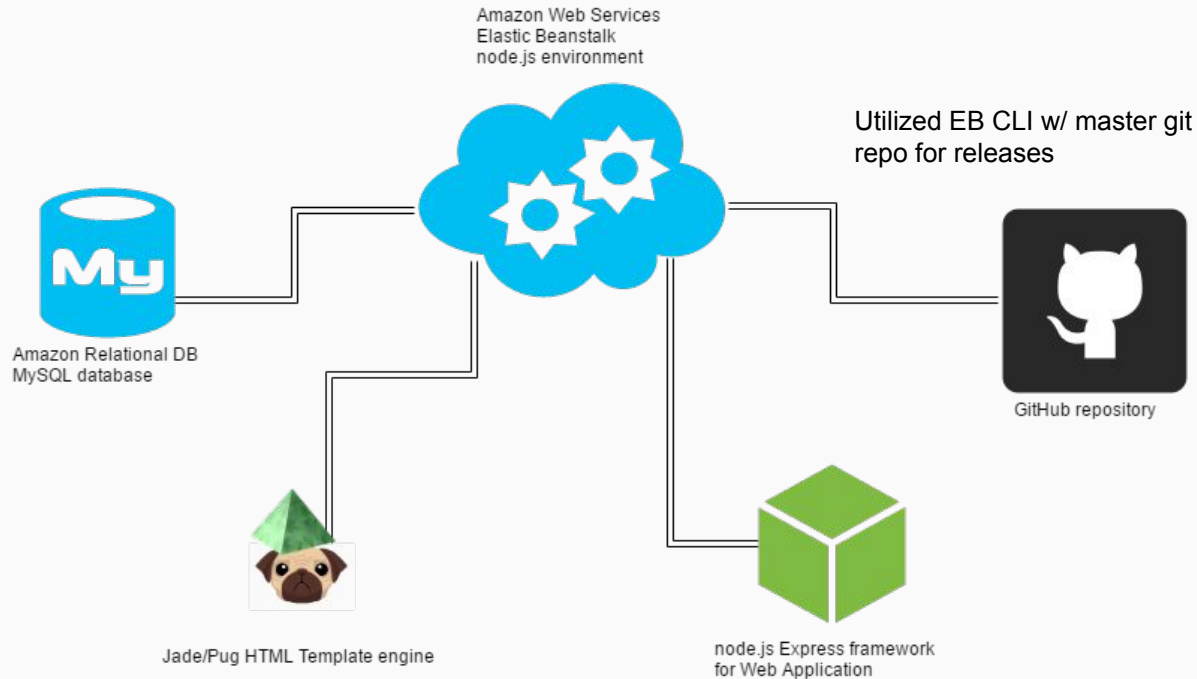 Amazon Web Services
Elastic Beanstalk
node.js environment
Utilized EB CLI w/ master git
repo for releases
My
Amazon Relational DB
MySQL database
GitHub repository
Jade/Pug HTML Template engine
node.js Express framework
for Web Application